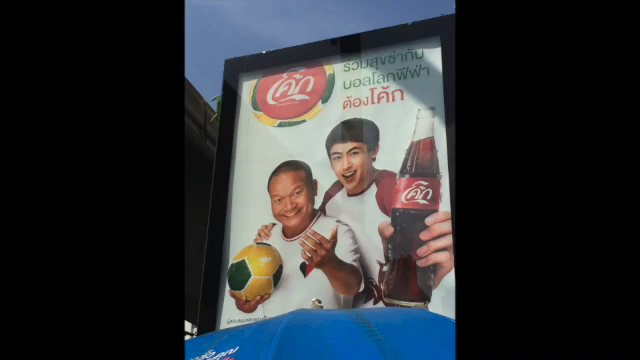 โค้ก
ร่วมสุขซ่ากับ
บอลโลกฟีฟ่า
ต้องโค้ก
โค้ก